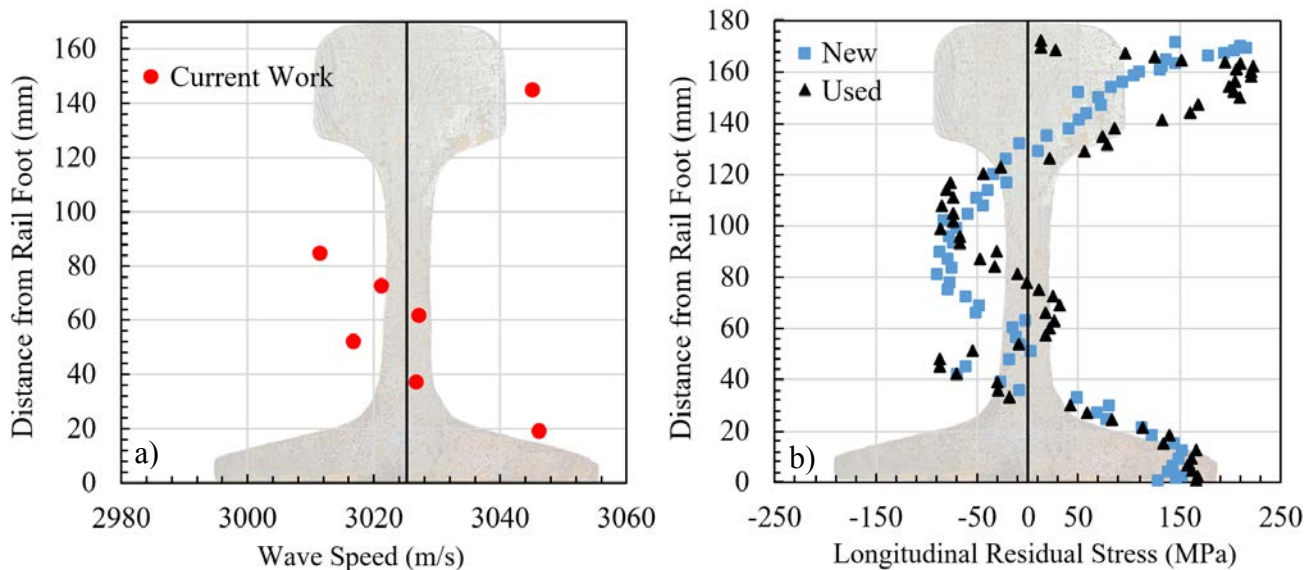 160
140
120
100
80
60
40
20
0
Distance from Rail Foot (mm)
Current Work
a)
2980 3000 3020 3040 3060
Wave Speed (m/s)
180
160
140
120
100
80
60
40
20
0
Distance from Rail Foot (mm)
New
Used
b)
-250 -150 -50 0 50 150 250
Longitudinal Residual Stress (MPa)